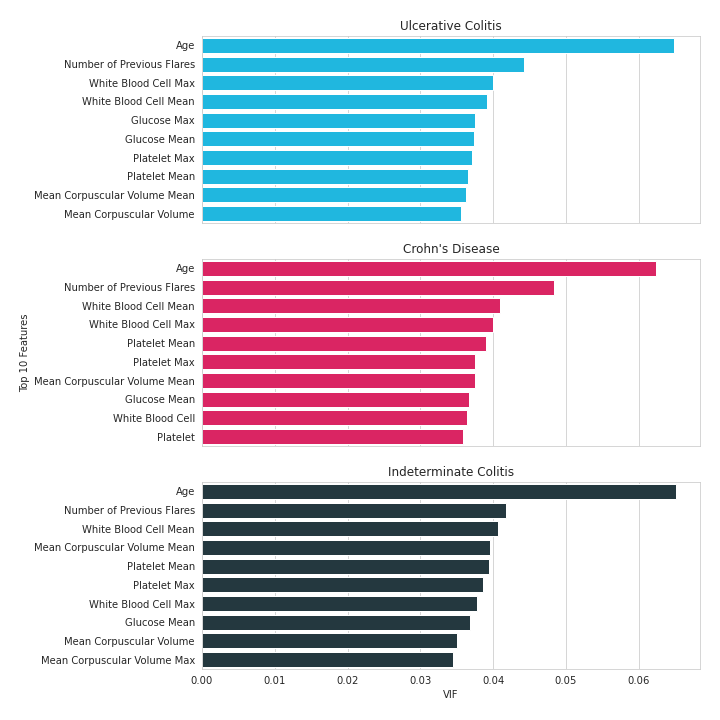 Ulcerative Colitis
Age
Number of Previous Flares
White Blood Cell Max
White Blood Cell Mean
Glucose Max
Glucose Mean
Platelet Max
Platelet Mean
Mean Corpuscular Volume Mean
Mean Corpuscular Volume
Crohn's Disease
Top 10 Features
Age
Number of Previous Flares
White Blood Cell Mean
White Blood Cell Max
Platelet Mean
Platelet Max
Mean Corpuscular Volume Mean
Glucose Mean
White Blood Cell
Platelet
Indeterminate Colitis
Age
Number of Previous Flares
White Blood Cell Mean
Mean Corpuscular Volume Mean
Platelet Mean
Platelet Max
White Blood Cell Max
Glucose Mean
Mean Corpuscular Volume
Mean Corpuscular Volume Max
0.00 0.01 0.02 0.03 0.04 0.05 0.06
VIF